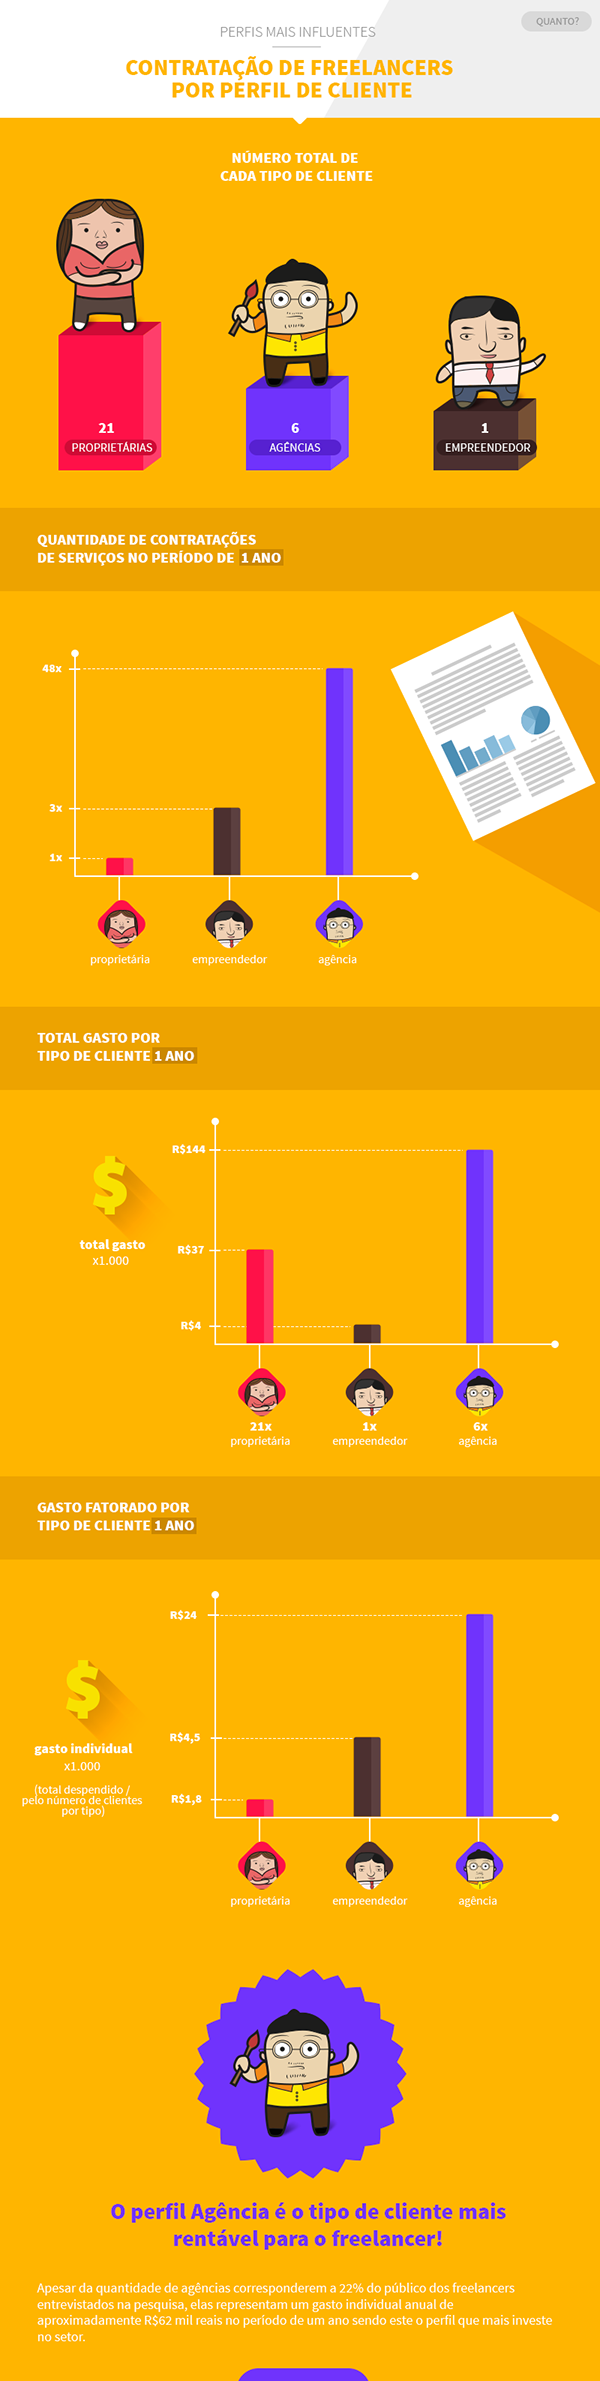 QUANTO?
PERFIS MAIS INFLUENTES
CONTRATAÇÃO DE FREELANCERS
POR PERFIL DE CLIENTE
NÚMERO TOTAL DE
CADA TIPO DE CLIENTE
21
PROPRIETÁRIAS
6
AGÊNCIAS
1
EMPREENDEDOR
QUANTIDADE DE CONTRATAÇÕES
DE SERVIÇOS NO PERÍODO DE 1 ANO
48x
3x
1x
proprietária empreendedor agência
TOTAL GASTO POR
TIPO DE CLIENTE 1 ANO
$
total gasto
x1.000
R$144
R$37
R$4
21x 1x 6x
proprietária empreendedor agência
GASTO FATORADO POR
TIPO DE CLIENTE 1 ANO
$
gasto individual
x1.000
(total despendido /
pelo número de clientes
por tipo)
R$24
R$4,5
R$1,8
proprietária empreendedor agência
O perfil Agência é o tipo de cliente mais
rentável para o freelancer!
Apesar da quantidade de agências corresponderem a 22% do público dos freelancers
entrevistados na pesquisa, elas representam um gasto individual anual de
aproximadamente R$62 mil reais no período de um ano sendo este o perfil que mais investe
no setor.